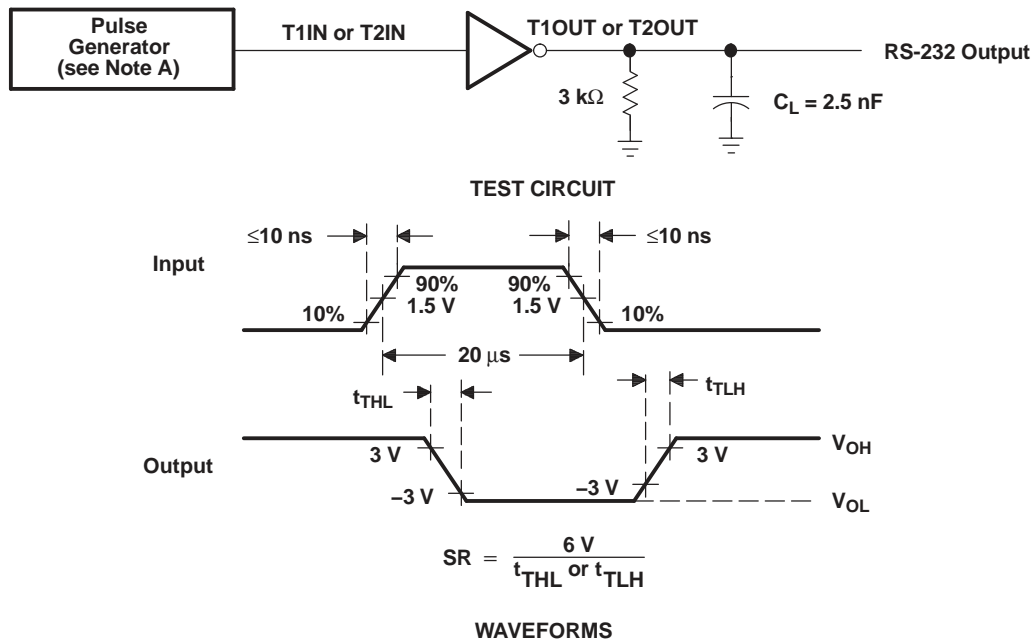 Pulse
Generator
(see Note A)
T1IN or T2IN
T1OUT or T2OUT
RS-232 Output
3 kΩ
C_L = 2.5 nF
TEST CIRCUIT
≤10 ns
≤10 ns
Input
90%
90%
1.5 V
1.5 V
10%
10%
20 μs
t_THL
t_TLH
Output
3 V
3 V
V_OH
–3 V
–3 V
V_OL
SR = 6 V / t_THL or t_TLH
WAVEFORMS